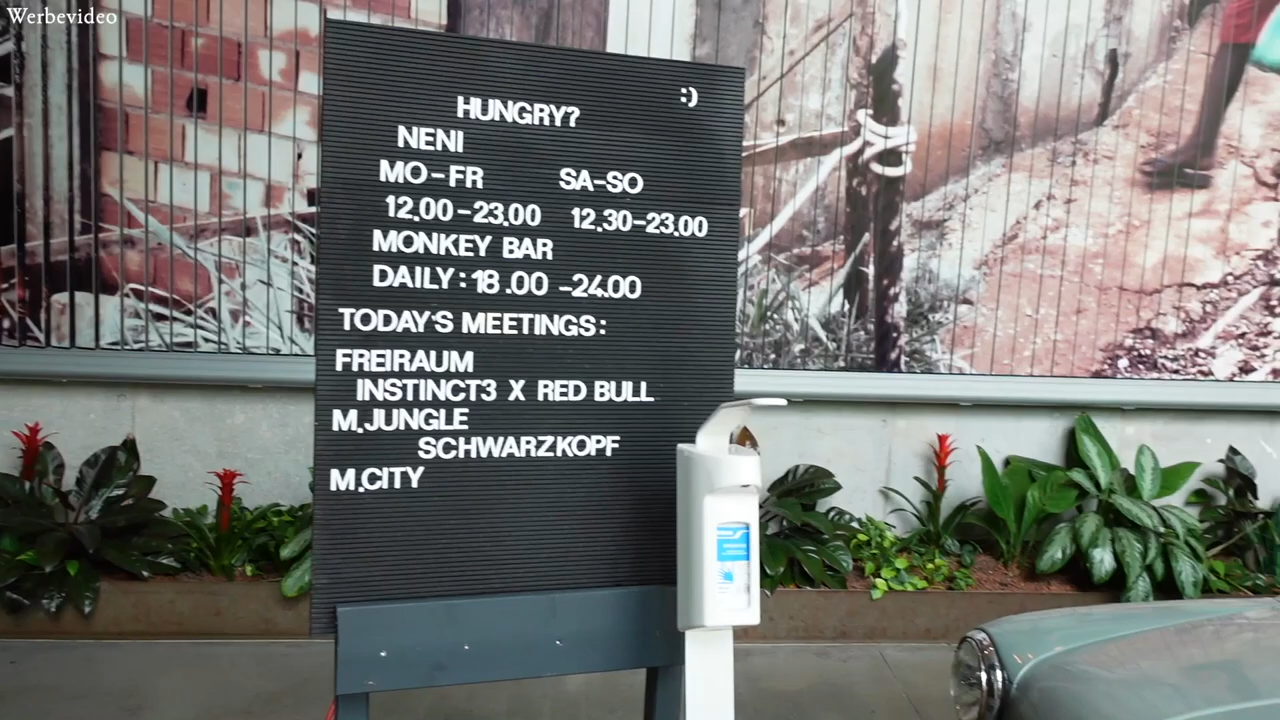 Werbevideo
:)
HUNGRY?
NENI
MO-FR SA-SO
12.00-23.00 12.30-23.00
MONKEY BAR
DAILY: 18.00 -24.00
TODAY'S MEETINGS:
FREIRAUM
INSTINCT3 X RED BULL
M.JUNGLE
SCHWARZKOPF
M.CITY